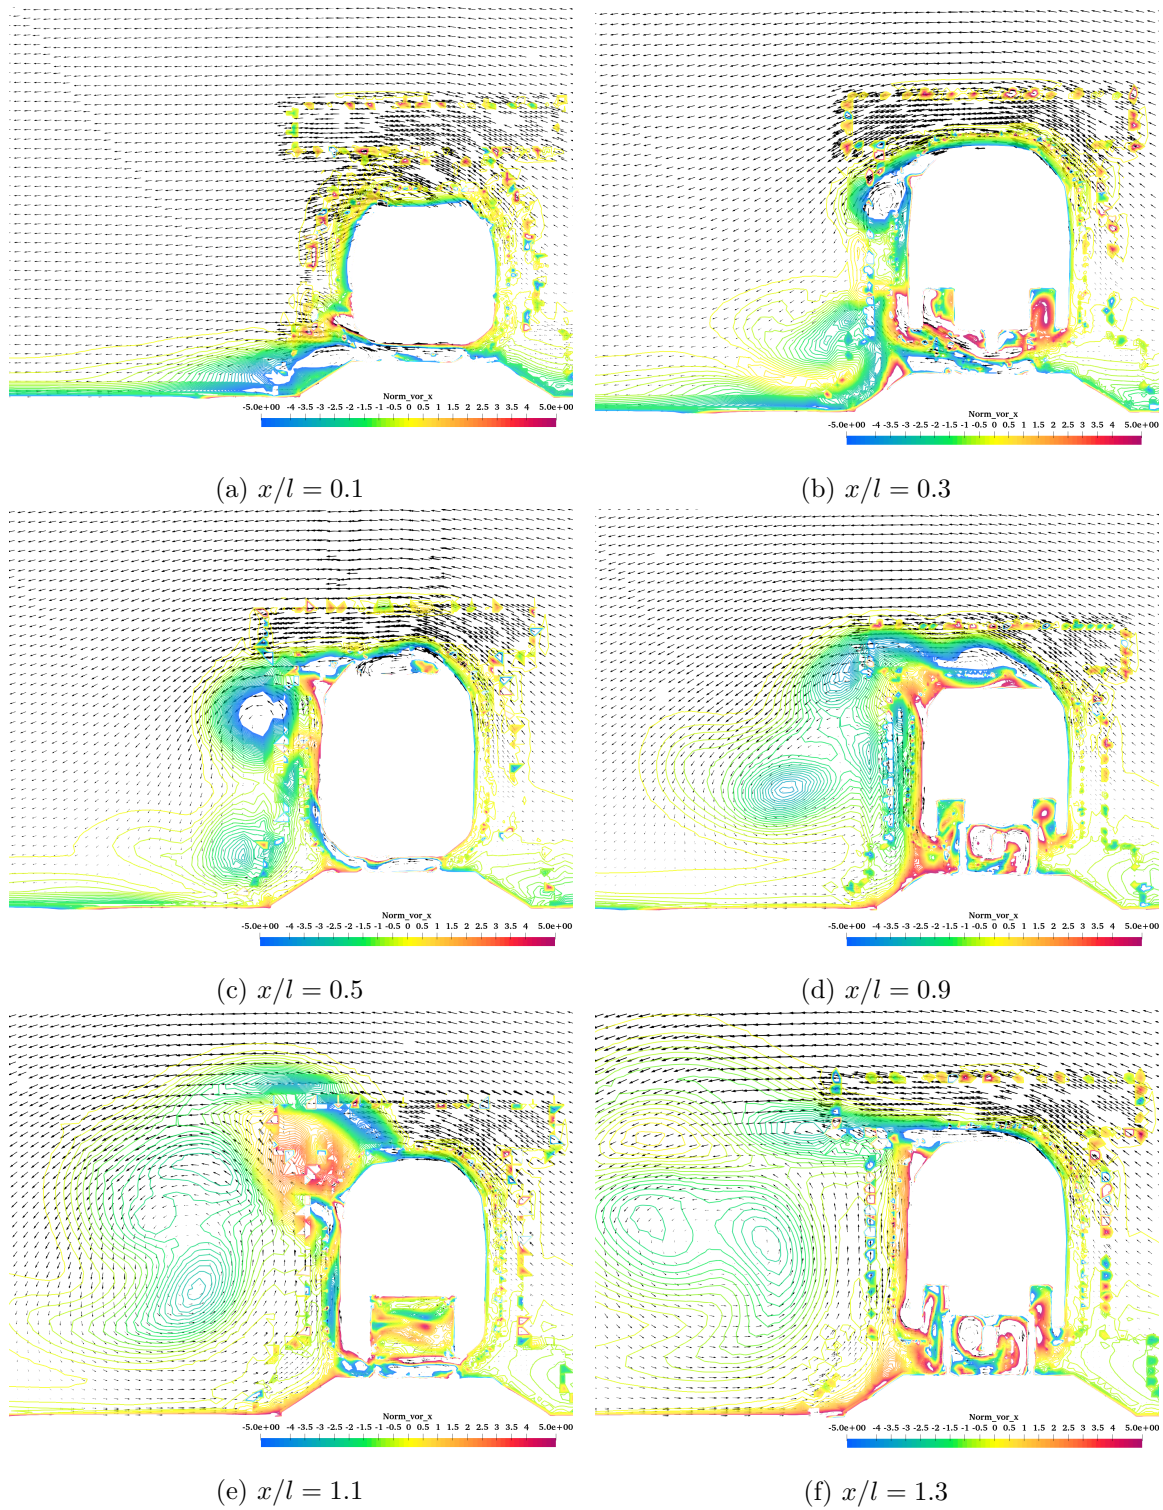 Norm_vor_x
-5.0e+00 -4 -3.5 -3 -2.5 -2 -1.5 -1 -0.5 0 0.5 1 1.5 2 2.5 3 3.5 4 5.0e+00
Norm_vor_x
-5.0e+00 -4 -3.5 -3 -2.5 -2 -1.5 -1 -0.5 0 0.5 1 1.5 2 2.5 3 3.5 4 5.0e+00
(a) x/l = 0.1
(b) x/l = 0.3
Norm_vor_x
-5.0e+00 -4 -3.5 -3 -2.5 -2 -1.5 -1 -0.5 0 0.5 1 1.5 2 2.5 3 3.5 4 5.0e+00
Norm_vor_x
-5.0e+00 -4 -3.5 -3 -2.5 -2 -1.5 -1 -0.5 0 0.5 1 1.5 2 2.5 3 3.5 4 5.0e+00
(c) x/l = 0.5
(d) x/l = 0.9
Norm_vor_x
-5.0e+00 -4 -3.5 -3 -2.5 -2 -1.5 -1 -0.5 0 0.5 1 1.5 2 2.5 3 3.5 4 5.0e+00
Norm_vor_x
-5.0e+00 -4 -3.5 -3 -2.5 -2 -1.5 -1 -0.5 0 0.5 1 1.5 2 2.5 3 3.5 4 5.0e+00
(e) x/l = 1.1
(f) x/l = 1.3